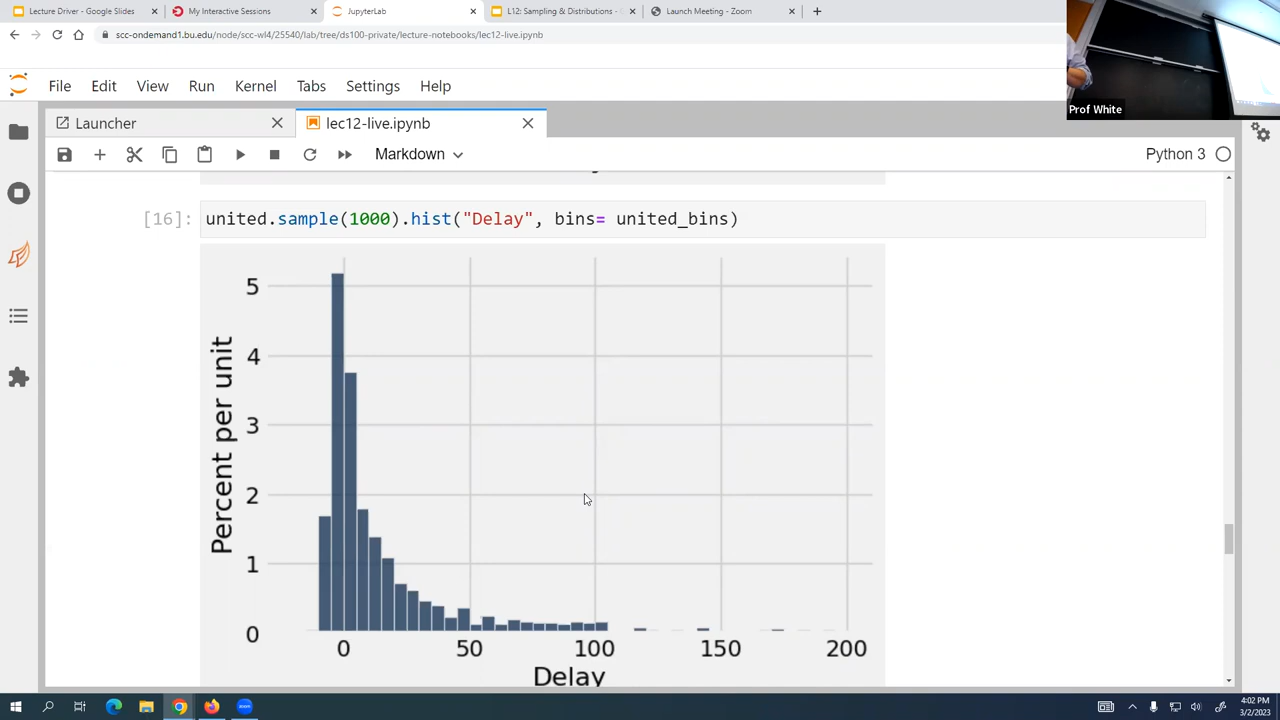 Lecture Driver - Google Slides
My Interactive Sessions
JupyterLab
L12: Sampling & Distributions -
Launch Meeting - Zoom
scc-ondemand1.bu.edu/node/scc-wl4/25540/lab/tree/ds100-private/lecture-notebooks/lec12-live.ipynb
Prof White
File Edit View Run Kernel Tabs Settings Help
Launcher
lec12-live.ipynb
Markdown
Python 3
[16]: united.sample(1000).hist("Delay", bins= united_bins)
5
4
3
2
1
0
Percent per unit
0 50 100 150 200
Delay
4:02 PM
3/2/2023